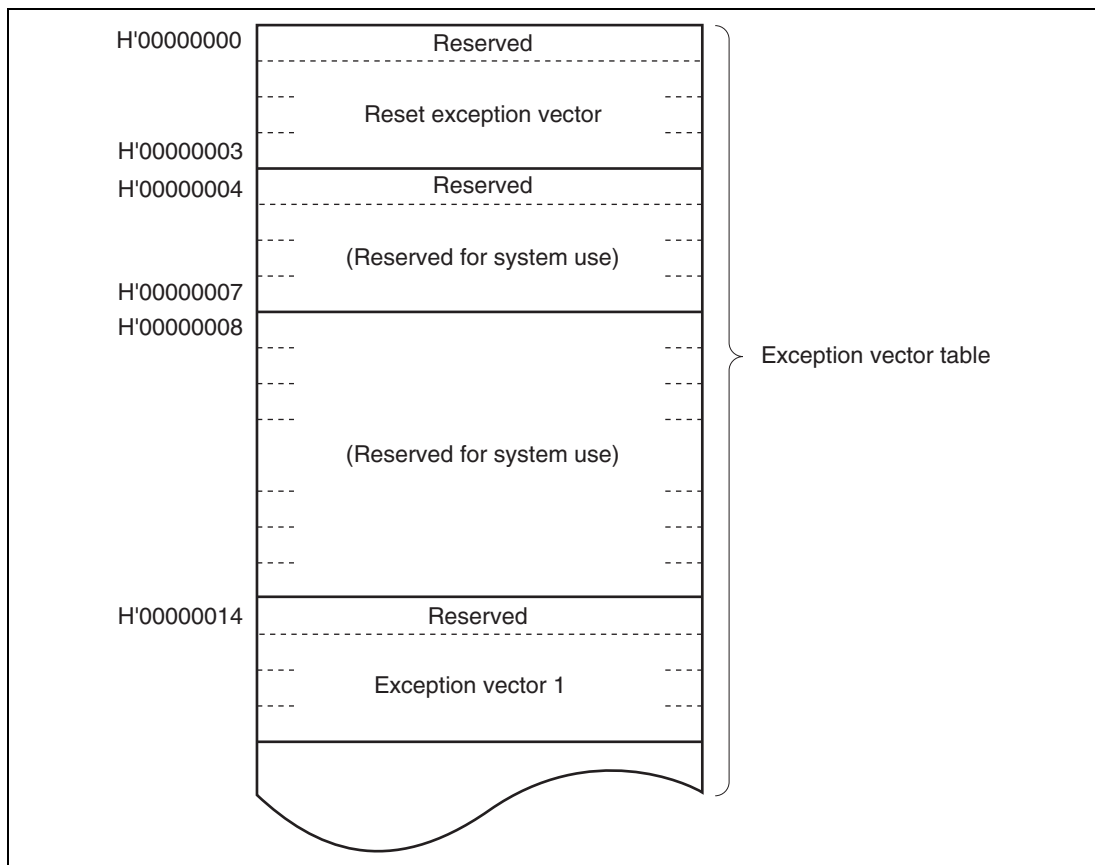 H'00000000
Reserved
Reset exception vector
H'00000003
H'00000004
Reserved
(Reserved for system use)
H'00000007
H'00000008
Exception vector table
(Reserved for system use)
H'00000014
Reserved
Exception vector 1